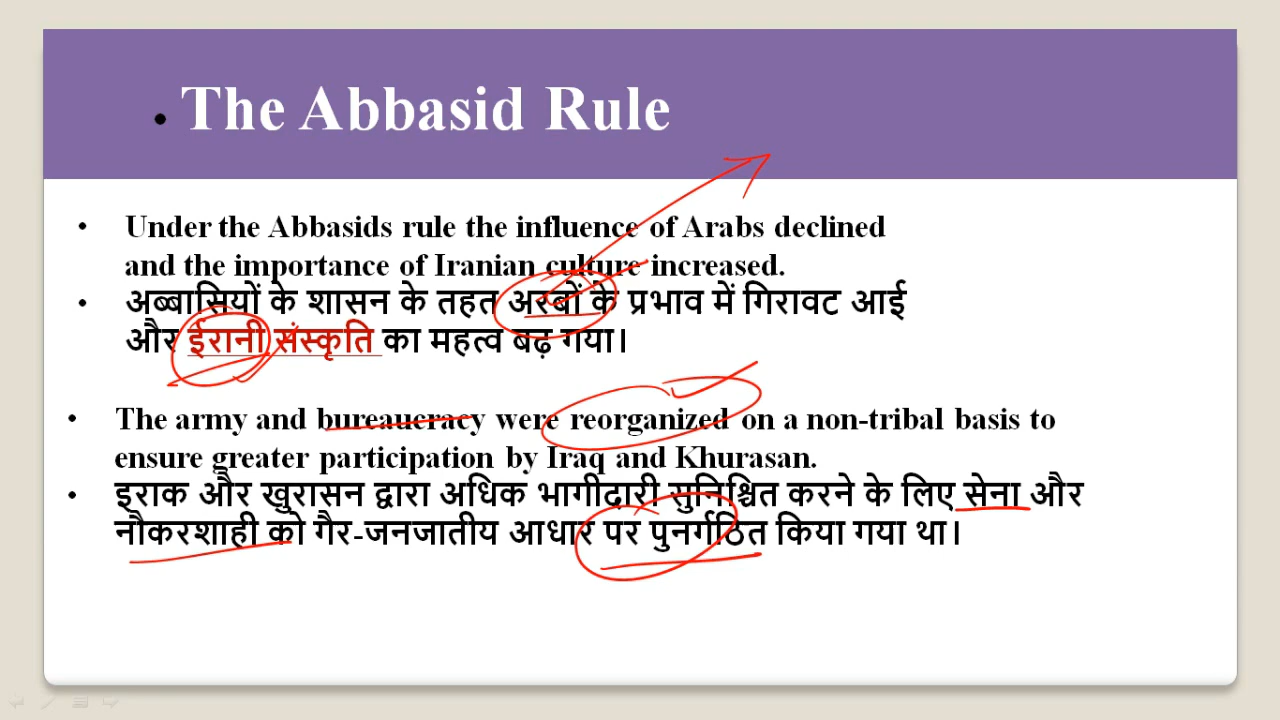 • The Abbasid Rule
• Under the Abbasids rule the influence of Arabs declined
and the importance of Iranian culture increased.
• अब्बासियों के शासन के तहत अरबों के प्रभाव में गिरावट आई
और ईरानी संस्कृति का महत्व बढ़ गया।
• The army and bureaucracy were reorganized on a non-tribal basis to
ensure greater participation by Iraq and Khurasan.
• इराक और खुरासन द्वारा अधिक भागीदारी सुनिश्चित करने के लिए सेना और
नौकरशाही को गैर-जनजातीय आधार पर पुनर्गठित किया गया था।